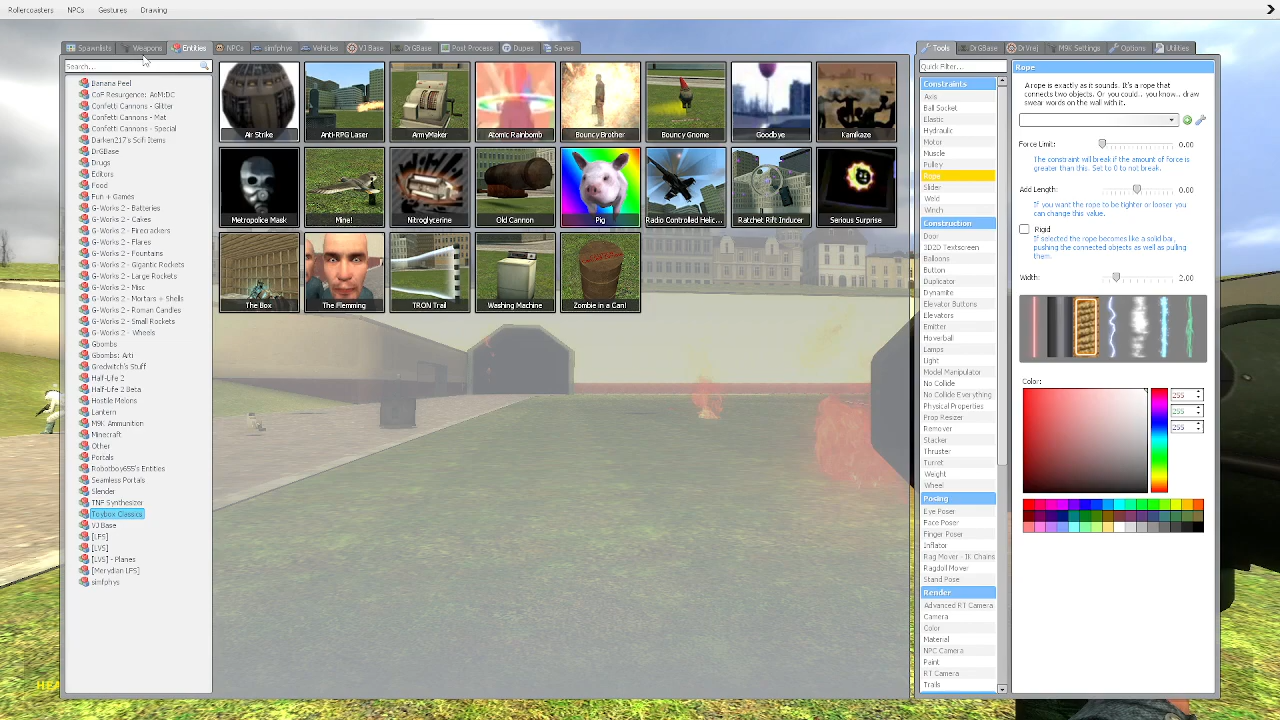 Rollercoasters NPCs Gestures Drawing
Spawnlists Weapons Entities NPCs simfphys Vehicles VJ Base DrGBase Post Process Dupes Saves
Search...
Banana Peel
CoF Resurgence: AoM:DC
Confetti Cannons - Glitter
Confetti Cannons - Mat
Confetti Cannons - Special
Darken217's SciFi Items
DrGBase
Drugs
Editors
Food
Fun + Games
G-Works 2 - Batteries
G-Works 2 - Cakes
G-Works 2 - Firecrackers
G-Works 2 - Flares
G-Works 2 - Fountains
G-Works 2 - Gigantic Rockets
G-Works 2 - Large Rockets
G-Works 2 - Misc
G-Works 2 - Mortars + Shells
G-Works 2 - Roman Candles
G-Works 2 - Small Rockets
G-Works 2 - Wheels
Gbombs
Gbombs: Arti
Gredwitch's Stuff
Half-Life 2
Half-Life 2 Beta
Hostile Melons
Lantern
M9K Ammunition
Minecraft
Other
Portals
Robotboy655's Entities
Seamless Portals
Slender
TNF Synthesizer
Toybox Classics
VJ Base
[LFS]
[LVS]
[LVS] - Planes
[Merydian LFS]
simfphys
Air Strike Anti-RPG Laser ArmyMaker Atomic Rainbomb Bouncy Brother Bouncy Gnome Goodbye Kamikaze
Metropolice Mask Mine! Nitroglycerine Old Cannon Pig Radio Controlled Helic... Ratchet Rift Inducer Serious Surprise
The Box The Flemming TRON Trail Washing Machine Zombie in a Can!
Tools DrGBase DrVrej M9K Settings Options Utilities
Quick Filter...
Constraints
Axis
Ball Socket
Elastic
Hydraulic
Motor
Muscle
Pulley
Rope
Slider
Weld
Winch
Construction
Door
3D2D Textscreen
Balloons
Button
Duplicator
Dynamite
Elevator Buttons
Elevators
Emitter
Hoverball
Lamps
Light
Model Manipulator
No Collide
No Collide Everything
Physical Properties
Prop Resizer
Remover
Stacker
Thruster
Turret
Weight
Wheel
Posing
Eye Poser
Face Poser
Finger Poser
Inflator
Rag Mover - IK Chains
Ragdoll Mover
Stand Pose
Render
Advanced RT Camera
Camera
Color
Material
NPC Camera
Paint
RT Camera
Trails
Rope
A rope is exactly as it sounds. It's a rope that
connects two objects. Or you could.. you know.. draw
swear words on the wall with it.
Force Limit: 0.00
The constraint will break if the amount of force is
greater than this. Set to 0 to not break.
Add Length: 0.00
If you want the rope to be tighter or looser you
can change this value.
Rigid
If selected the rope becomes like a solid bar,
pushing the connected objects as well as pulling
them.
Width: 2.00
Color:
255
255
255